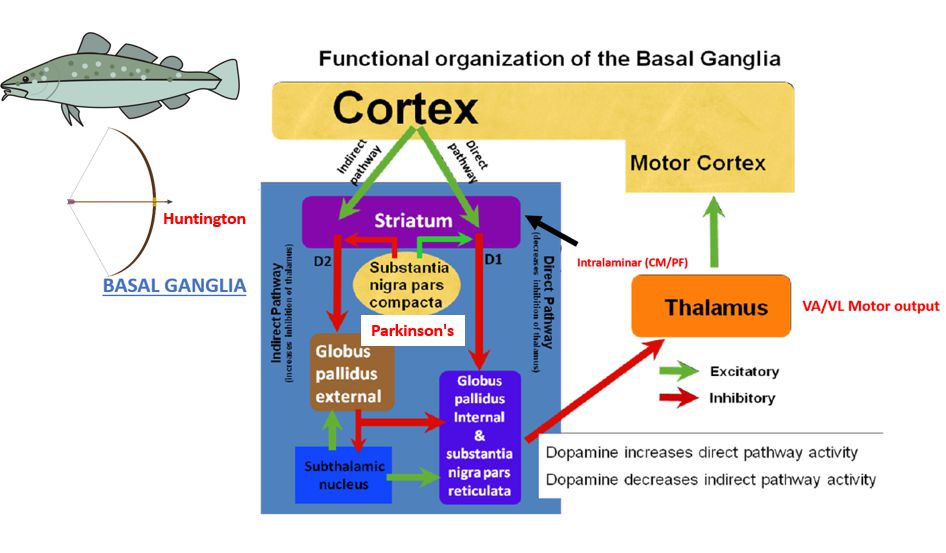 Functional organization of the Basal Ganglia
Cortex
Motor Cortex
Indirect
pathway
Direct
pathway
Huntington
BASAL GANGLIA
Striatum
D2
D1
Substantia
nigra pars
compacta
Parkinson's
Indirect Pathway
(increases inhibition of thalamus)
Direct Pathway
(decreases inhibition of thalamus)
Globus
pallidus
external
Globus
pallidus
Internal
&
substantia
nigra pars
reticulata
Subthalamic
nucleus
Intralaminar (CM/PF)
Thalamus
VA/VL Motor output
Excitatory
Inhibitory
Dopamine increases direct pathway activity
Dopamine decreases indirect pathway activity